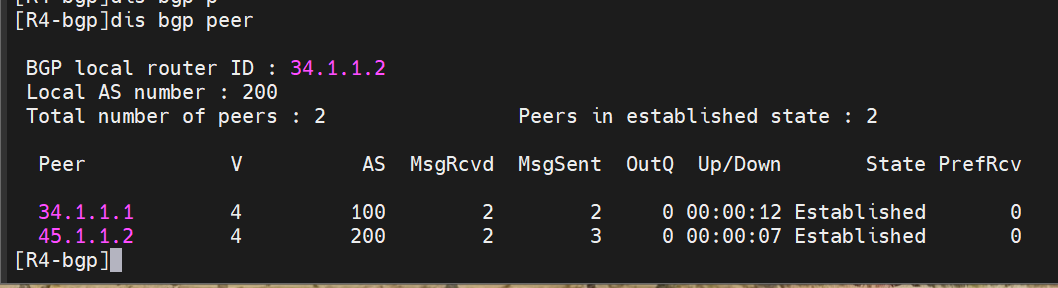 [R4-bgp]dis bgp p
[R4-bgp]dis bgp peer
BGP local router ID : 34.1.1.2
Local AS number : 200
Total number of peers : 2 Peers in established state : 2
Peer V AS MsgRcvd MsgSent OutQ Up/Down State PrefRcv
34.1.1.1 4 100 2 2 0 00:00:12 Established 0
45.1.1.2 4 200 2 3 0 00:00:07 Established 0
[R4-bgp]